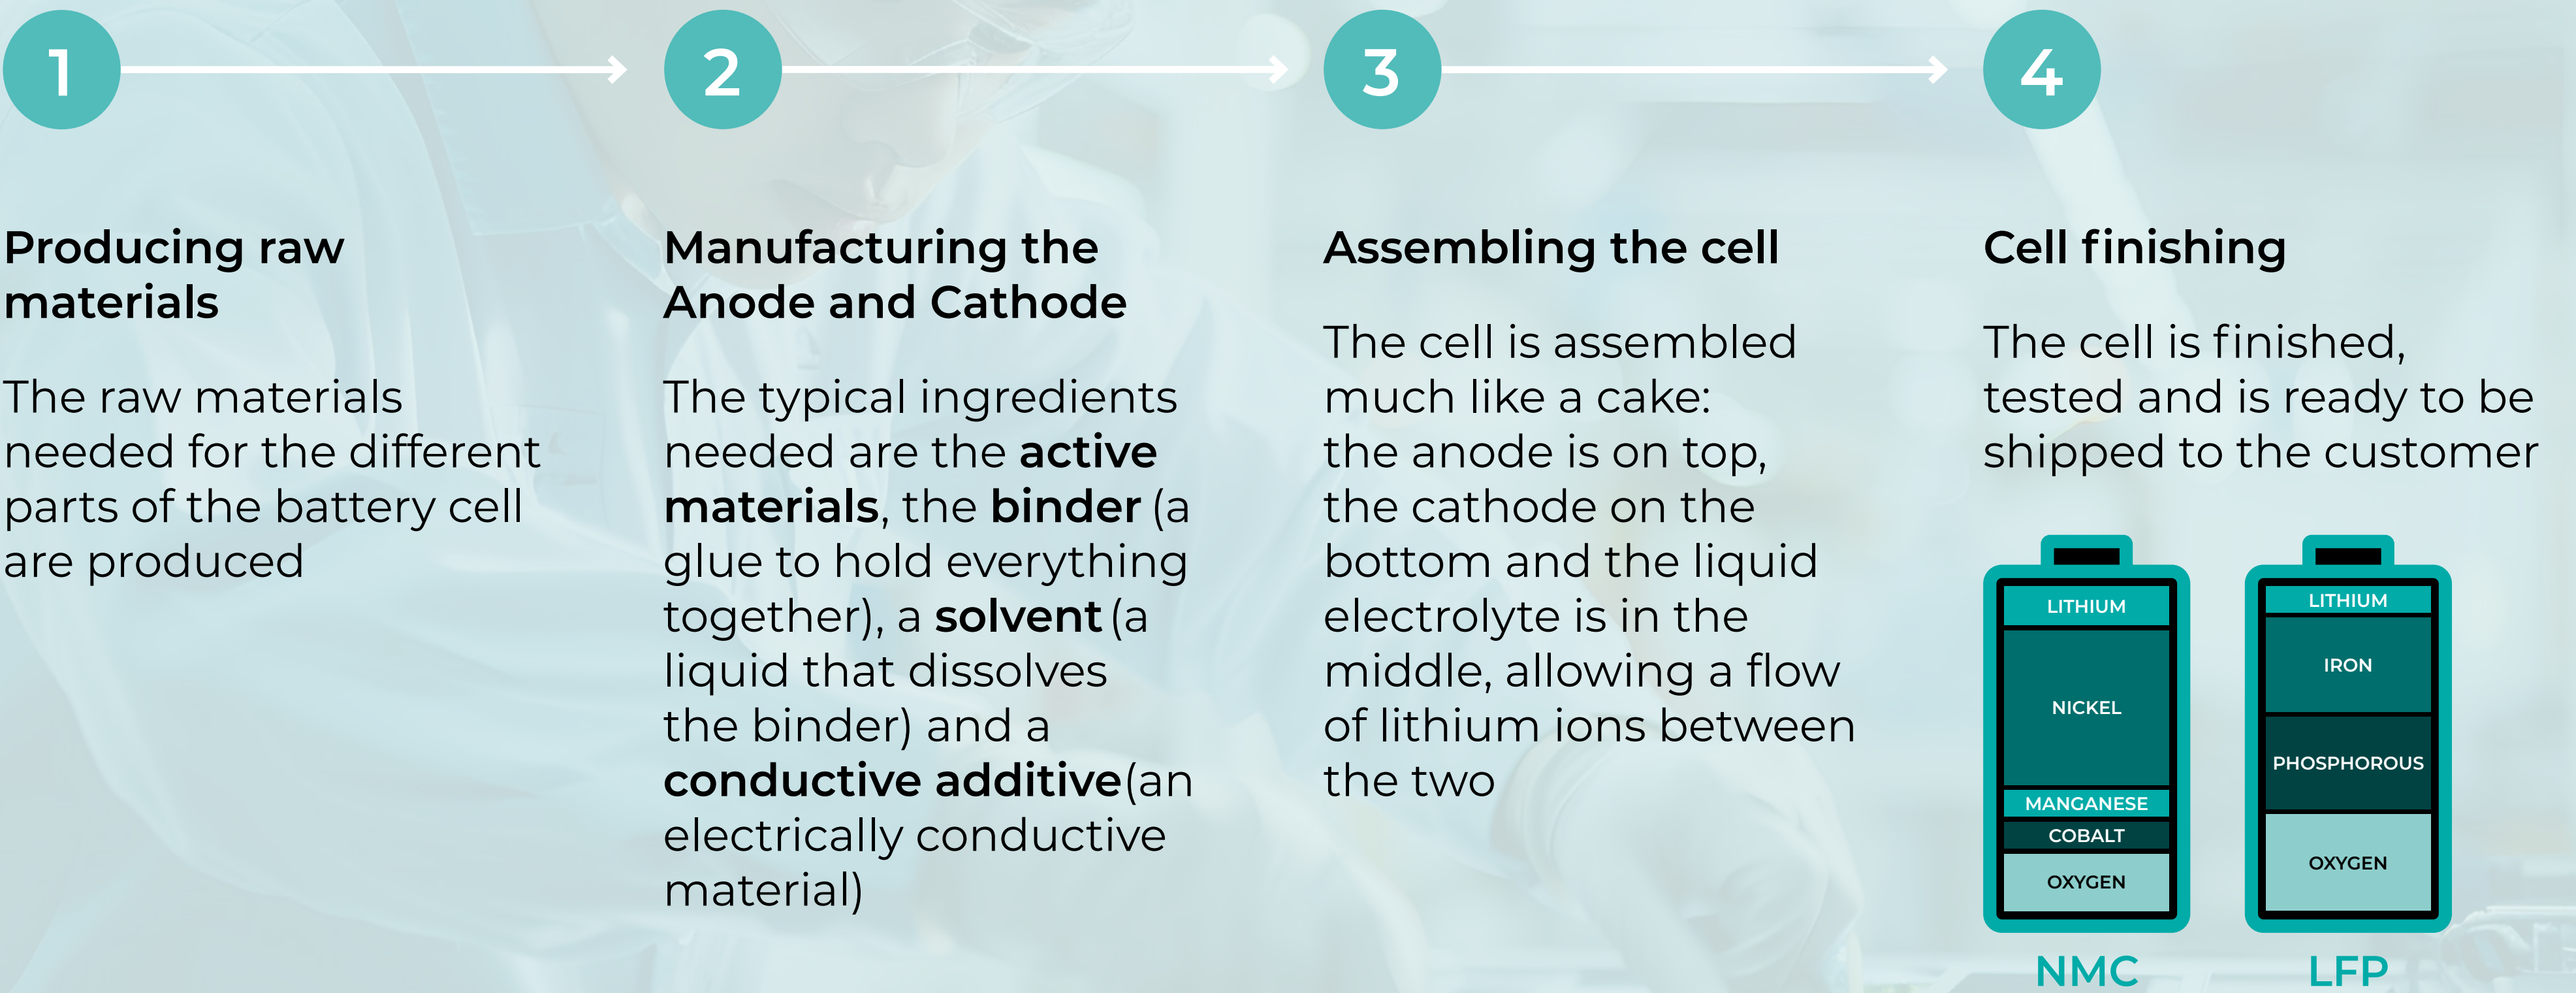 1
2
3
4
Producing raw
materials
The raw materials
needed for the different
parts of the battery cell
are produced
Manufacturing the
Anode and Cathode
The typical ingredients
needed are the active
materials, the binder (a
glue to hold everything
together), a solvent (a
liquid that dissolves
the binder) and a
conductive additive(an
electrically conductive
material)
Assembling the cell
The cell is assembled
much like a cake:
the anode is on top,
the cathode on the
bottom and the liquid
electrolyte is in the
middle, allowing a flow
of lithium ions between
the two
Cell finishing
The cell is finished,
tested and is ready to be
shipped to the customer
LITHIUM
NICKEL
MANGANESE
COBALT
OXYGEN
NMC
LITHIUM
IRON
PHOSPHOROUS
OXYGEN
LFP